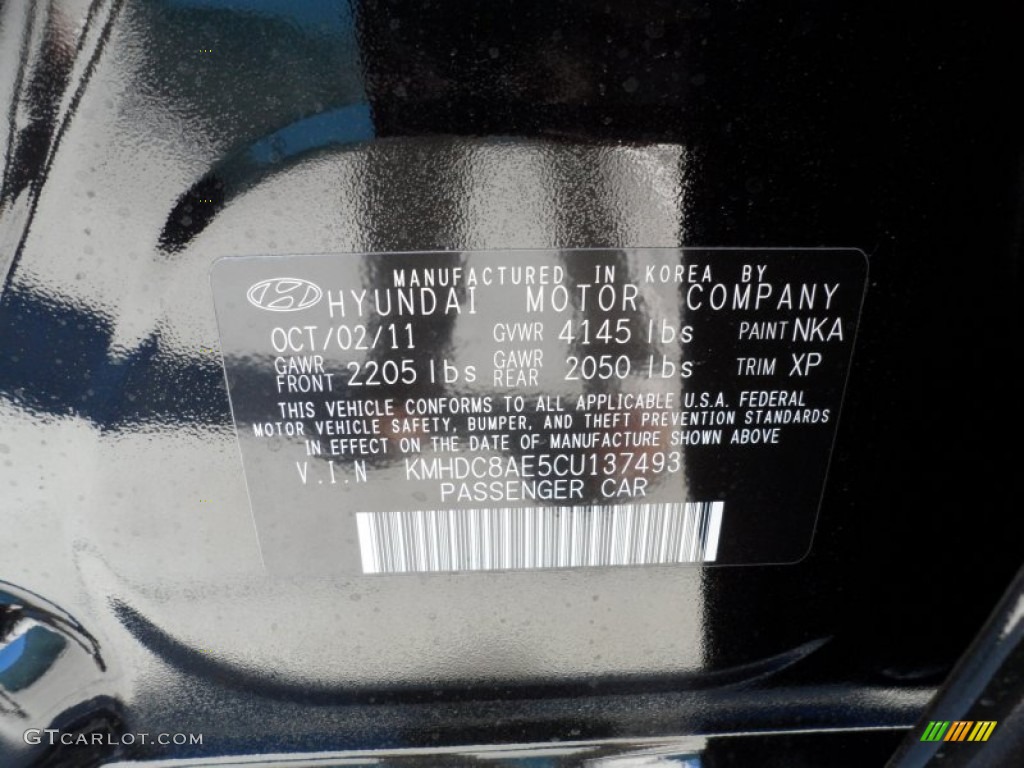 MANUFACTURED IN KOREA BY
HYUNDAI MOTOR COMPANY
OCT/02/11 GVWR 4145 lbs PAINT NKA
GAWR FRONT 2205 lbs GAWR REAR 2050 lbs TRIM XP
THIS VEHICLE CONFORMS TO ALL APPLICABLE U.S.A. FEDERAL
MOTOR VEHICLE SAFETY, BUMPER, AND THEFT PREVENTION STANDARDS
IN EFFECT ON THE DATE OF MANUFACTURE SHOWN ABOVE
V.I.N KMHDC8AE5CU137493
PASSENGER CAR
GTCARLOT.COM